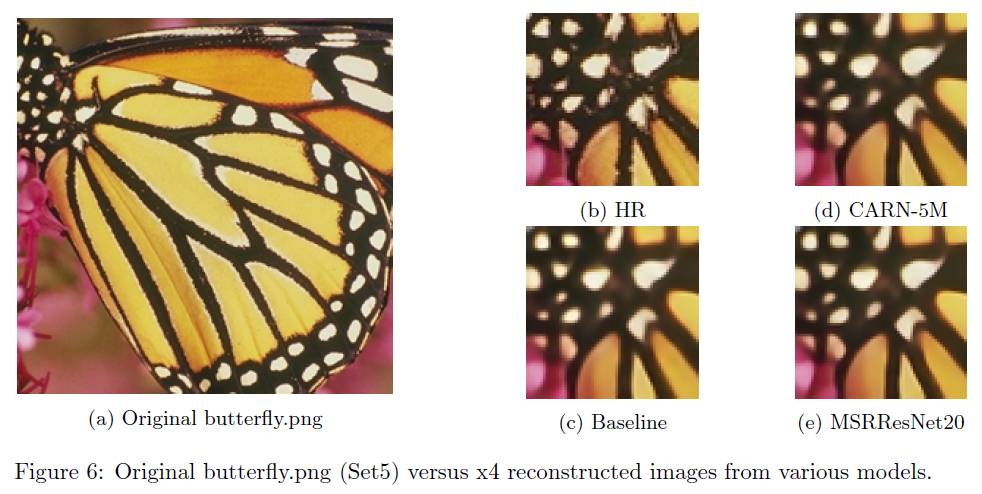 (a) Original butterfly.png
(b) HR
(d) CARN-5M
(c) Baseline
(e) MSRResNet20
Figure 6: Original butterfly.png (Set5) versus x4 reconstructed images from various models.